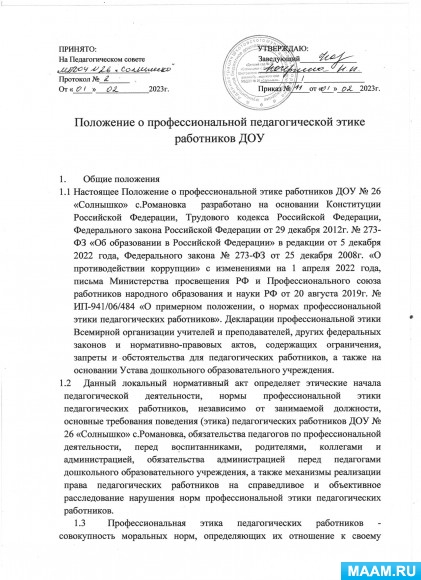 ПРИНЯТО:
На Педагогическом совете
МБДОУ №26 «Солнышко»
Протокол № 2
От « 01 » 02 2023г.
УТВЕРЖДАЮ:
Заведующий
Приказ № 11 от «01» 02 2023г.
Положение о профессиональной педагогической этике
работников ДОУ
1. Общие положения
1.1 Настоящее Положение о профессиональной этике работников ДОУ № 26
«Солнышко» с.Романовка разработано на основании Конституции
Российской Федерации, Трудового кодекса Российской Федерации,
Федерального закона Российской Федерации от 29 декабря 2012г. № 273-
ФЗ «Об образовании в Российской Федерации» в редакции от 5 декабря
2022 года, Федерального закона № 273-ФЗ от 25 декабря 2008г. «О
противодействии коррупции» с изменениями на 1 апреля 2022 года,
письма Министерства просвещения РФ и Профессионального союза
работников народного образования и науки РФ от 20 августа 2019г. №
ИП-941/06/484 «О примерном положении, о нормах профессиональной
этики педагогических работников». Декларации профессиональной этики
Всемирной организации учителей и преподавателей, других федеральных
законов и нормативно-правовых актов, содержащих ограничения,
запреты и обстоятельства для педагогических работников, а также на
основании Устава дошкольного образовательного учреждения.
1.2 Данный локальный нормативный акт определяет этические начала
педагогической деятельности, нормы профессиональной этики
педагогических работников, независимо от занимаемой должности,
основные требования поведения (этика) педагогических работников ДОУ №
26 «Солнышко» с.Романовка, обязательства педагогов по профессиональной
деятельности, перед воспитанниками, родителями, коллегами и
администрацией, обязательства администрации перед педагогами
дошкольного образовательного учреждения, а также механизмы реализации
права педагогических работников на справедливое и объективное
расследование нарушения норм профессиональной этики педагогических
работников.
1.3 Профессиональная этика педагогических работников -
совокупность моральных норм, определяющих их отношение к своему
MAAM.RU